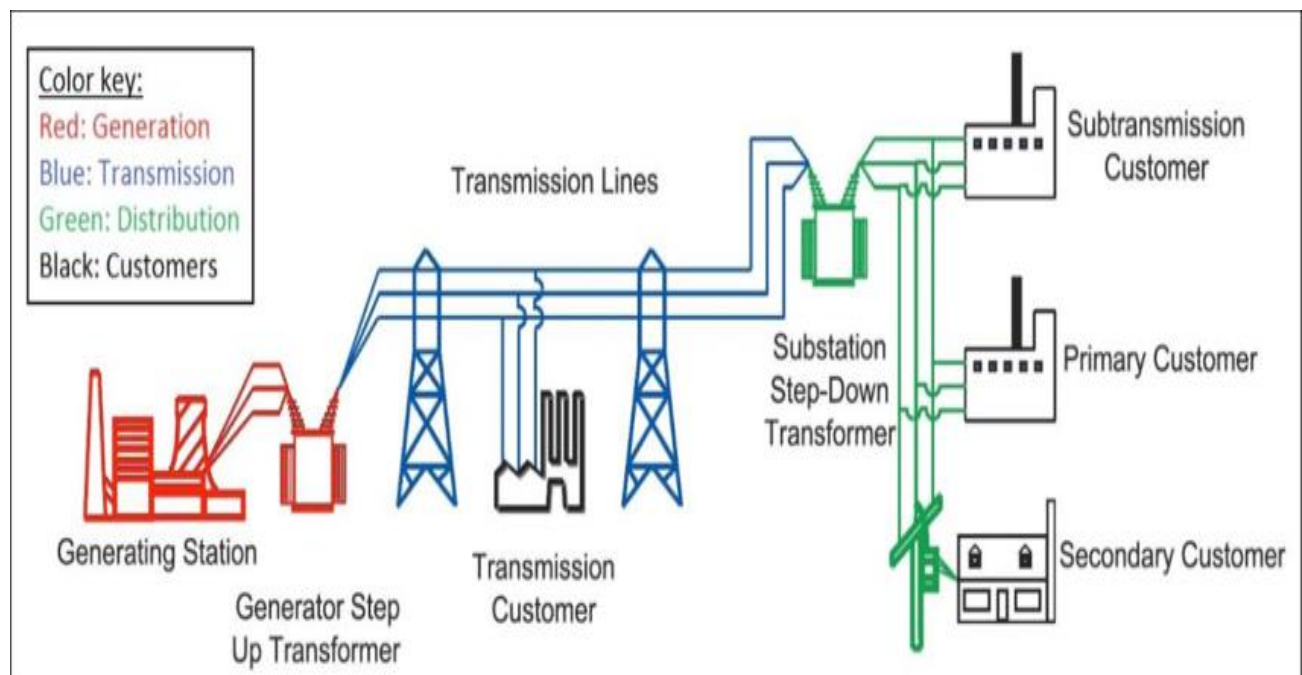 Color key:
Red: Generation
Blue: Transmission
Green: Distribution
Black: Customers
Transmission Lines
Subtransmission
Customer
Substation
Step-Down
Transformer
Primary Customer
Generating Station
Generator Step
Up Transformer
Transmission
Customer
Secondary Customer